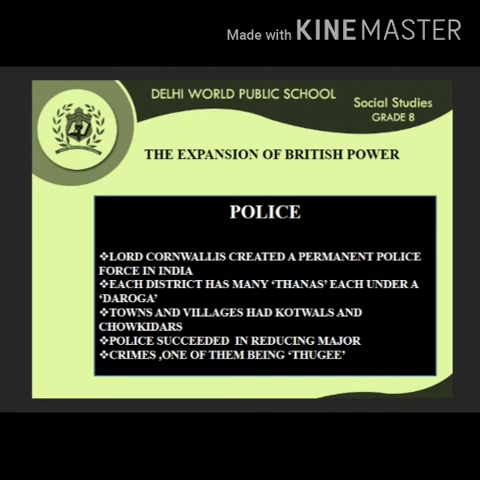 Made with KINEMASTER
DELHI WORLD PUBLIC SCHOOL
Social Studies
GRADE 8
THE EXPANSION OF BRITISH POWER
POLICE
❖LORD CORNWALLIS CREATED A PERMANENT POLICE
FORCE IN INDIA
❖EACH DISTRICT HAS MANY ‘THANAS’ EACH UNDER A
‘DAROGA’
❖TOWNS AND VILLAGES HAD KOTWALS AND
CHOWKIDARS
❖POLICE SUCCEEDED IN REDUCING MAJOR
❖CRIMES ,ONE OF THEM BEING ‘THUGEE’